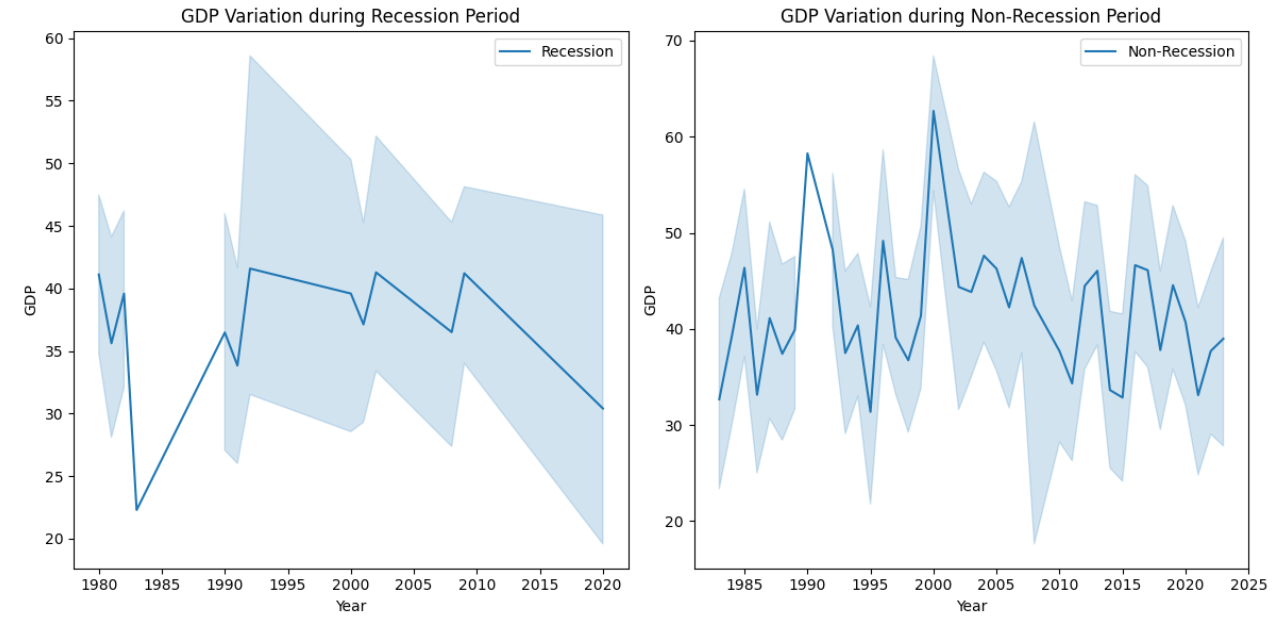 GDP Variation during Recession Period
60
55
50
45
40
35
30
25
20
GDP
Recession
1980 1985 1990 1995 2000 2005 2010 2015 2020
Year
GDP Variation during Non-Recession Period
70
60
50
40
30
20
GDP
Non-Recession
1985 1990 1995 2000 2005 2010 2015 2020 2025
Year